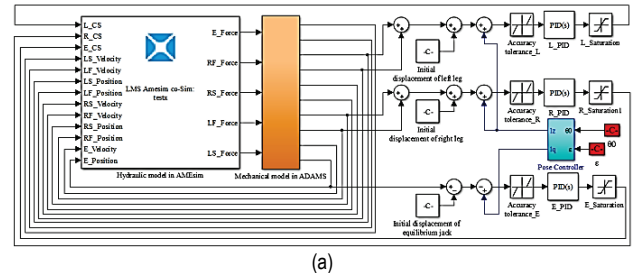 L_CS
R_CS
E_CS
LS_Velocity
LF_Velocity
LS_Position
LF_Position
RS_Velocity
RF_Velocity
RS_Position
RF_Position
E_Velocity
E_Position
LMS Amesim co-Sim:
tests
E_Force
RF_Force
RS_Force
LF_Force
LS_Force
Hydraulic model in AMEsim
Mechanical model in ADAMS
-C-
Initial
displacement of left leg
Accuracy
tolerance_L
PID(s)
L_PID
L_Saturation
-C-
Initial
displacement of right leg
Accuracy
tolerance_R
PID(s)
R_PID
R_Saturation1
Pose Controller
θ0
ε
-C-
θ0
-C-
ε
-C-
Initial displacement of
equilibrium jack
Accuracy
tolerance_E
PID(s)
E_PID
E_Saturation
(a)